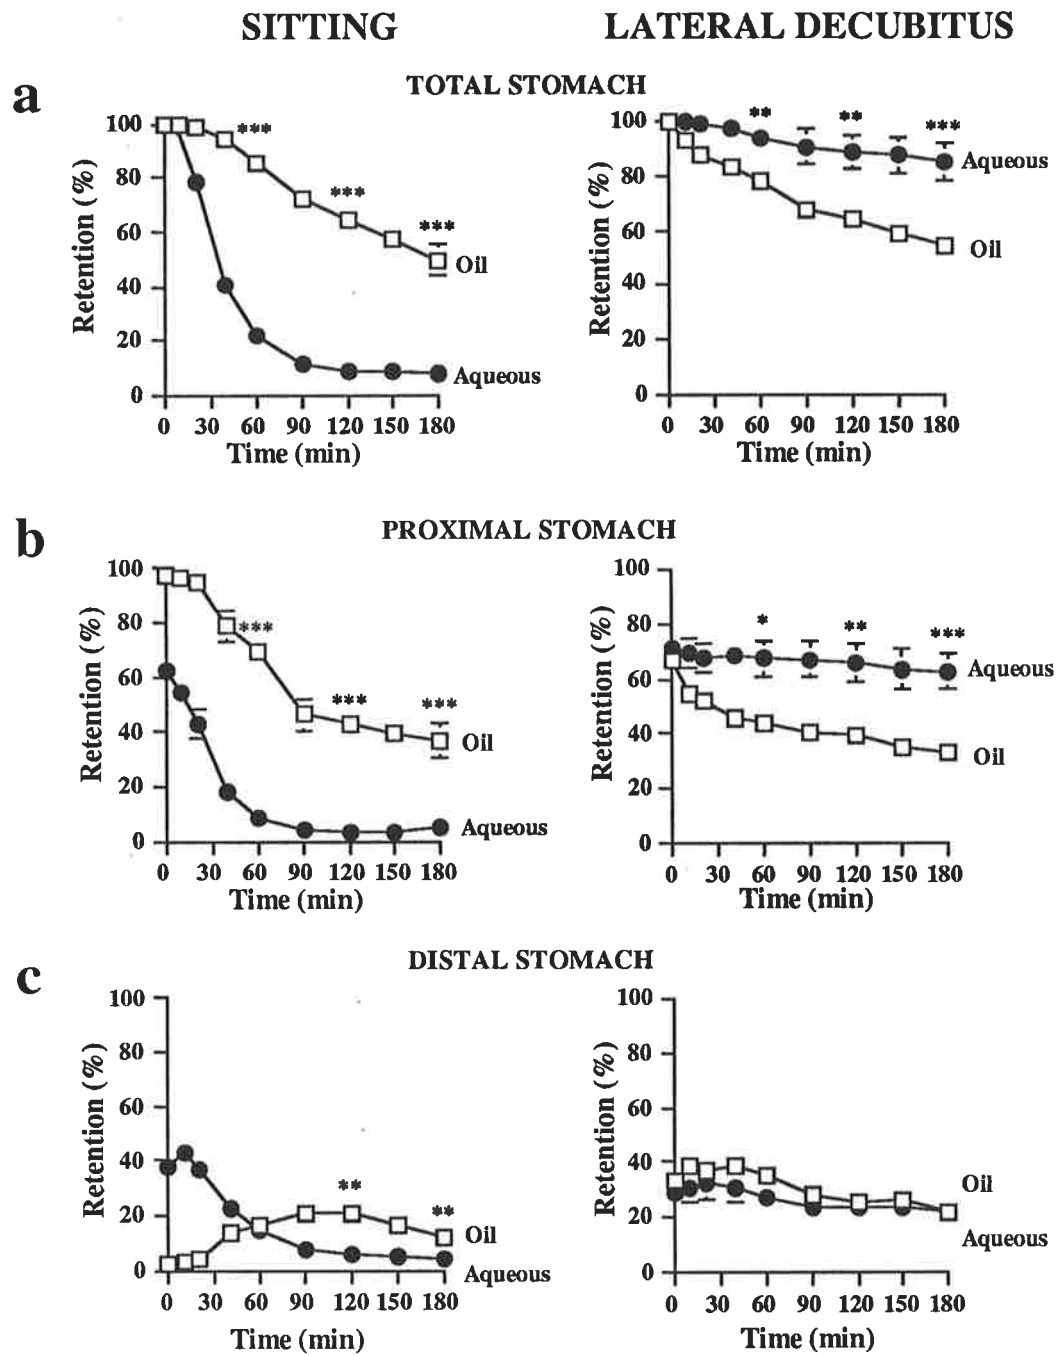 SITTING LATERAL DECUBITUS
a TOTAL STOMACH
100 80 60 40 20 0
Retention (%)
*** *** ***
Oil
Aqueous
0 30 60 90 120 150 180
Time (min)
100 80 60 40 20 0
Retention (%)
** ** ***
Aqueous
Oil
0 30 60 90 120 150 180
Time (min)
b PROXIMAL STOMACH
100 80 60 40 20 0
Retention (%)
*** *** ***
Oil
Aqueous
0 30 60 90 120 150 180
Time (min)
100 80 60 40 20 0
Retention (%)
* ** ***
Aqueous
Oil
0 30 60 90 120 150 180
Time (min)
c DISTAL STOMACH
100 80 60 40 20 0
Retention (%)
** **
Oil
Aqueous
0 30 60 90 120 150 180
Time (min)
100 80 60 40 20 0
Retention (%)
Oil
Aqueous
0 30 60 90 120 150 180
Time (min)